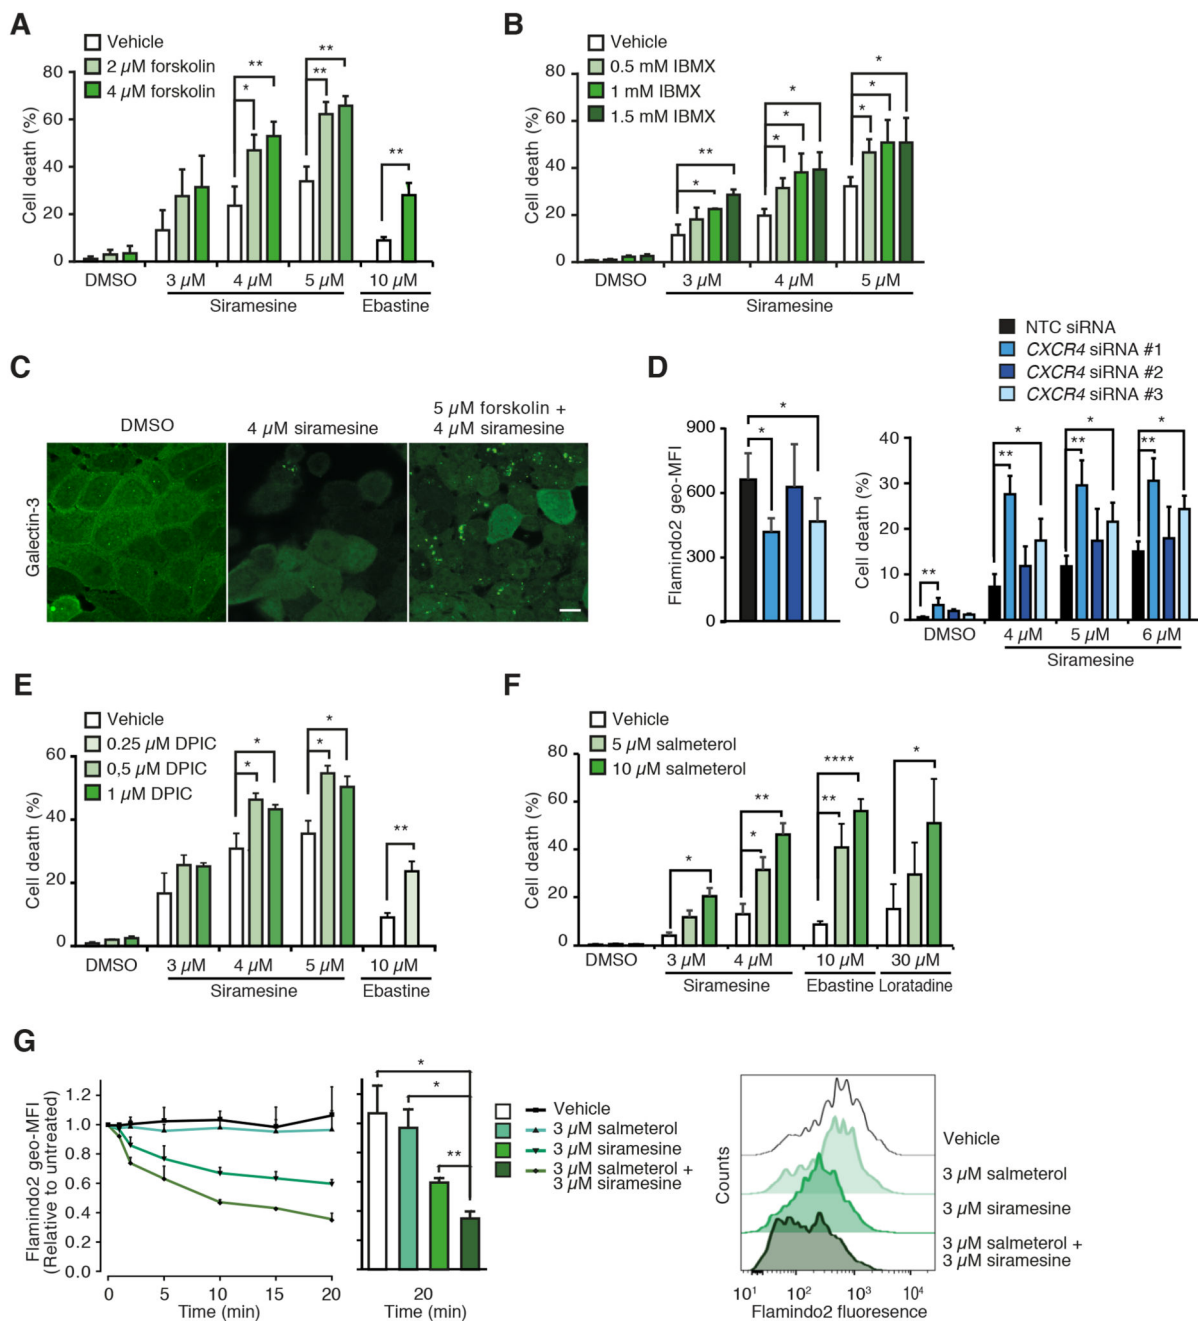 A
Vehicle
2 µM forskolin
4 µM forskolin
Cell death (%)
80
60
40
20
0
**
*
**
**
**
DMSO
3 µM
4 µM
5 µM
10 µM
Siramesine
Ebastine
B
Vehicle
0.5 mM IBMX
1 mM IBMX
1.5 mM IBMX
Cell death (%)
80
60
40
20
0
**
*
*
*
*
*
*
*
DMSO
3 µM
4 µM
5 µM
Siramesine
C
DMSO
4 µM siramesine
5 µM forskolin +
4 µM siramesine
Galectin-3
D
NTC siRNA
CXCR4 siRNA #1
CXCR4 siRNA #2
CXCR4 siRNA #3
Flamindo2 geo-MFI
900
600
300
0
*
*
Cell death (%)
40
30
20
10
0
**
*
**
*
**
*
**
DMSO
4 µM
5 µM
6 µM
Siramesine
E
Vehicle
0.25 µM DPIC
0,5 µM DPIC
1 µM DPIC
Cell death (%)
60
40
20
0
*
*
*
*
**
DMSO
3 µM
4 µM
5 µM
10 µM
Siramesine
Ebastine
F
Vehicle
5 µM salmeterol
10 µM salmeterol
Cell death (%)
80
60
40
20
0
*
**
*
****
**
*
DMSO
3 µM
4 µM
10 µM
30 µM
Siramesine
Ebastine
Loratadine
G
Flamindo2 geo-MFI
(Relative to untreated)
1.2
1.0
0.8
0.6
0.4
0.2
0.0
0
5
10
15
20
Time (min)
*
*
**
20
Time (min)
Vehicle
3 µM salmeterol
3 µM siramesine
3 µM salmeterol +
3 µM siramesine
Counts
Vehicle
3 µM salmeterol
3 µM siramesine
3 µM salmeterol +
3 µM siramesine
10¹
10²
10³
10⁴
Flamindo2 fluoresence